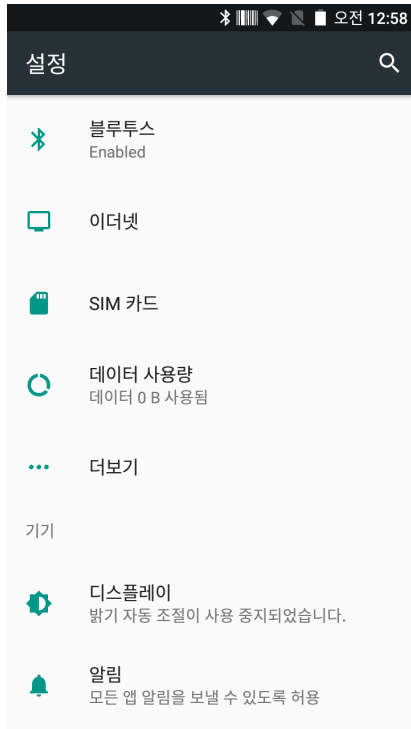 오전 12:58
설정
블루투스
Enabled
이더넷
SIM 카드
데이터 사용량
데이터 0 B 사용됨
더보기
기기
디스플레이
밝기 자동 조절이 사용 중지되었습니다.
알림
모든 앱 알림을 보낼 수 있도록 허용